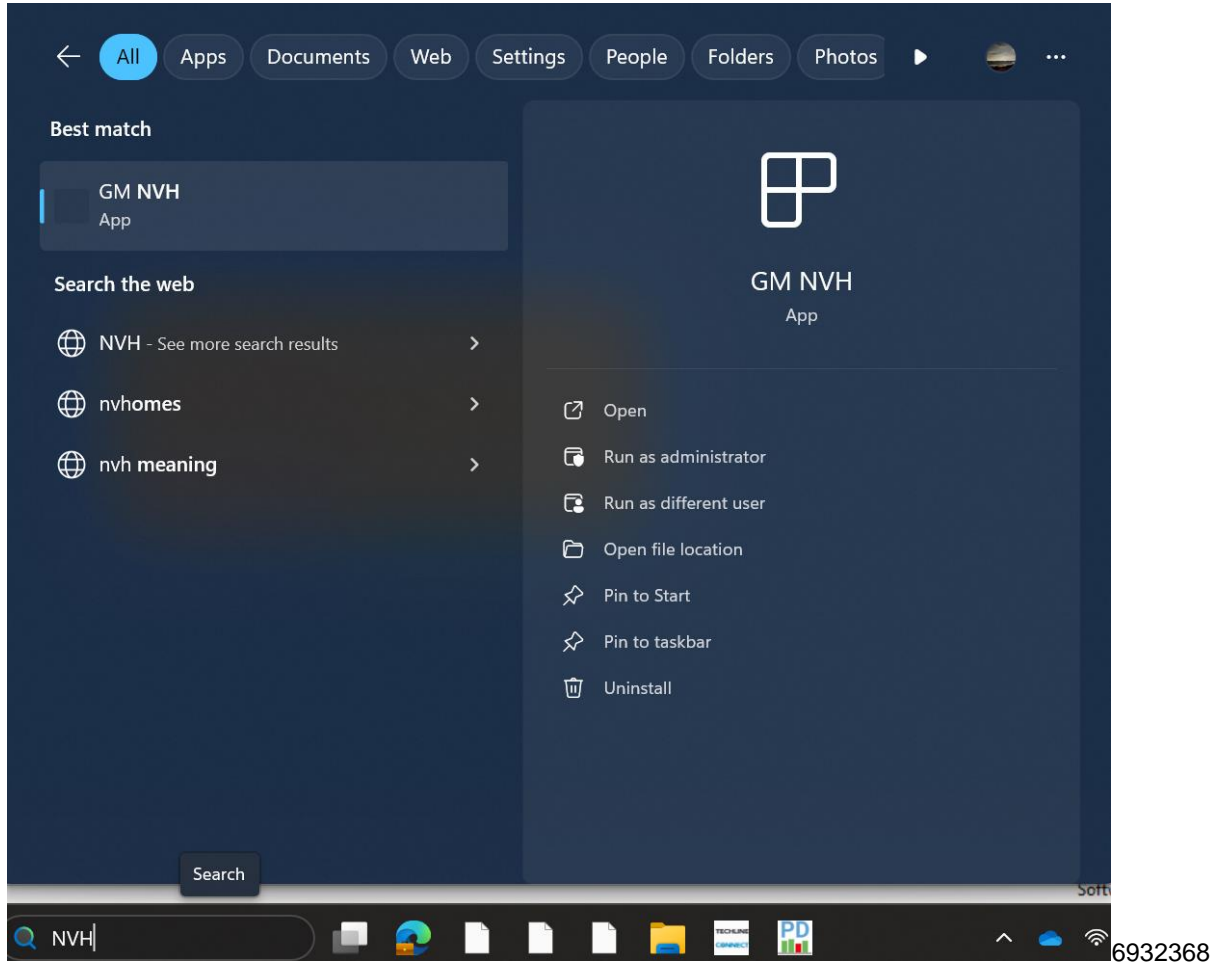 All Apps Documents Web Settings People Folders Photos
Best match
GM NVH
App
Search the web
NVH - See more search results
nvhomes
nvh meaning
GM NVH
App
Open
Run as administrator
Run as different user
Open file location
Pin to Start
Pin to taskbar
Uninstall
Search
NVH
TECHLINE
CONNECT
PD
6932368